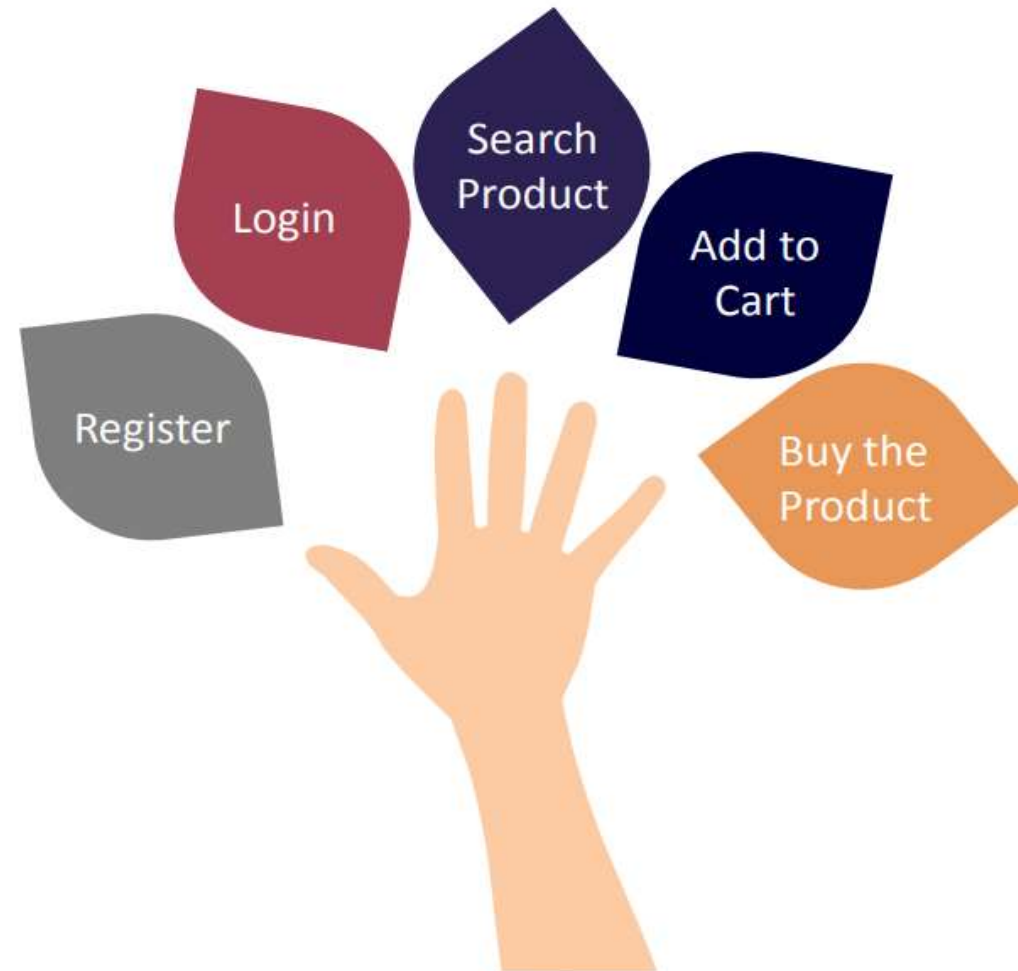 Register
Login
Search
Product
Add to
Cart
Buy the
Product